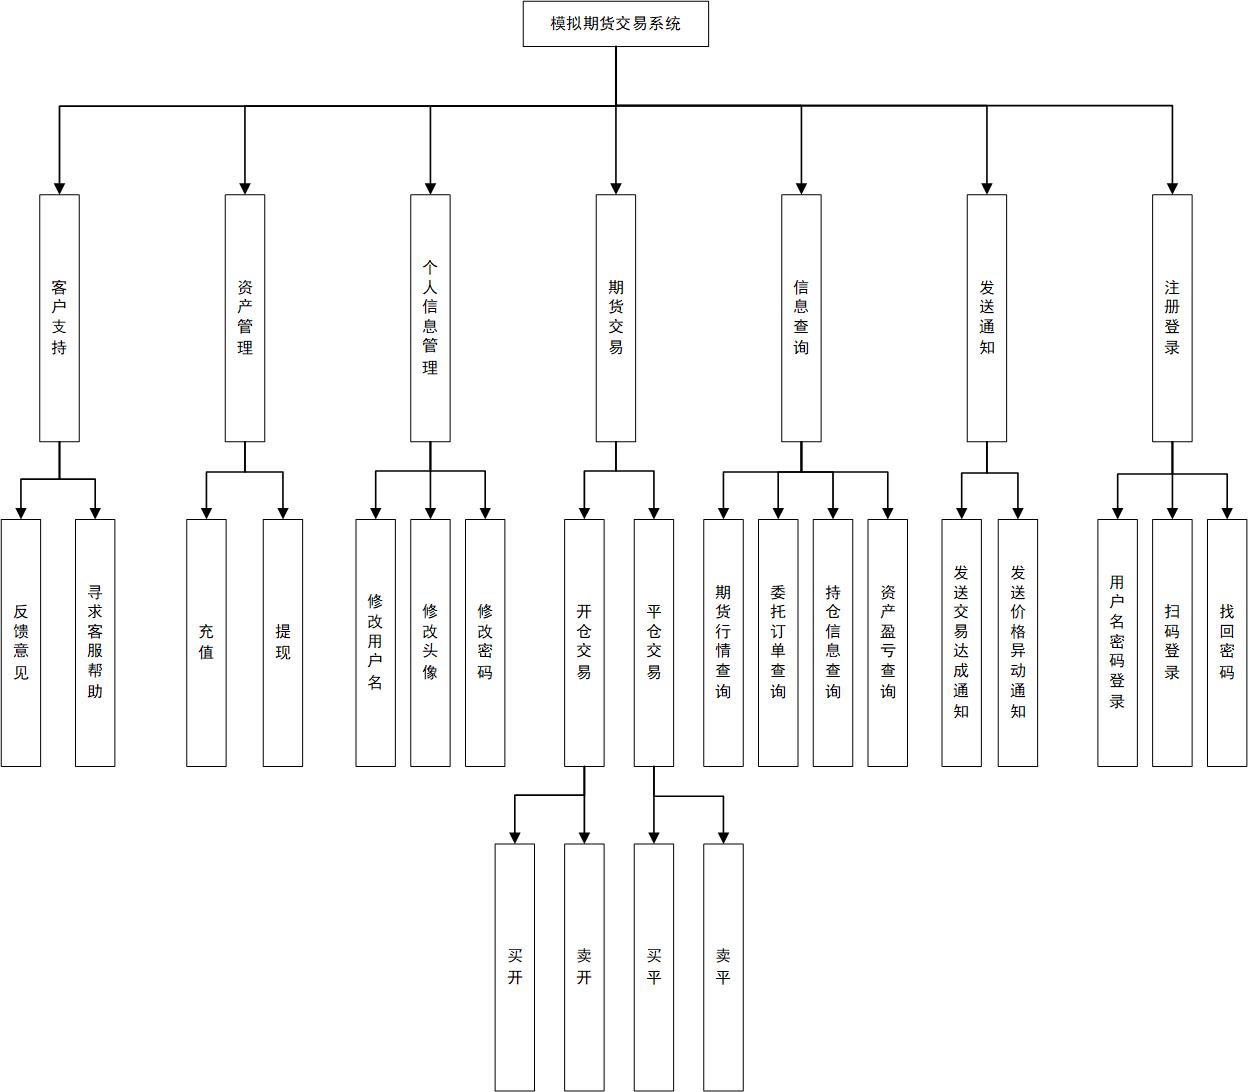 模拟期货交易系统
客户支持
资产管理
个人信息管理
期货交易
信息查询
发送通知
注册登录
反馈意见
寻求客服帮助
充值
提现
修改用户名
修改头像
修改密码
开仓交易
平仓交易
期货行情查询
委托订单查询
持仓信息查询
资产盈亏查询
发送交易达成通知
发送价格异动通知
用户名密码登录
扫码登录
找回密码
买开
卖开
买平
卖平